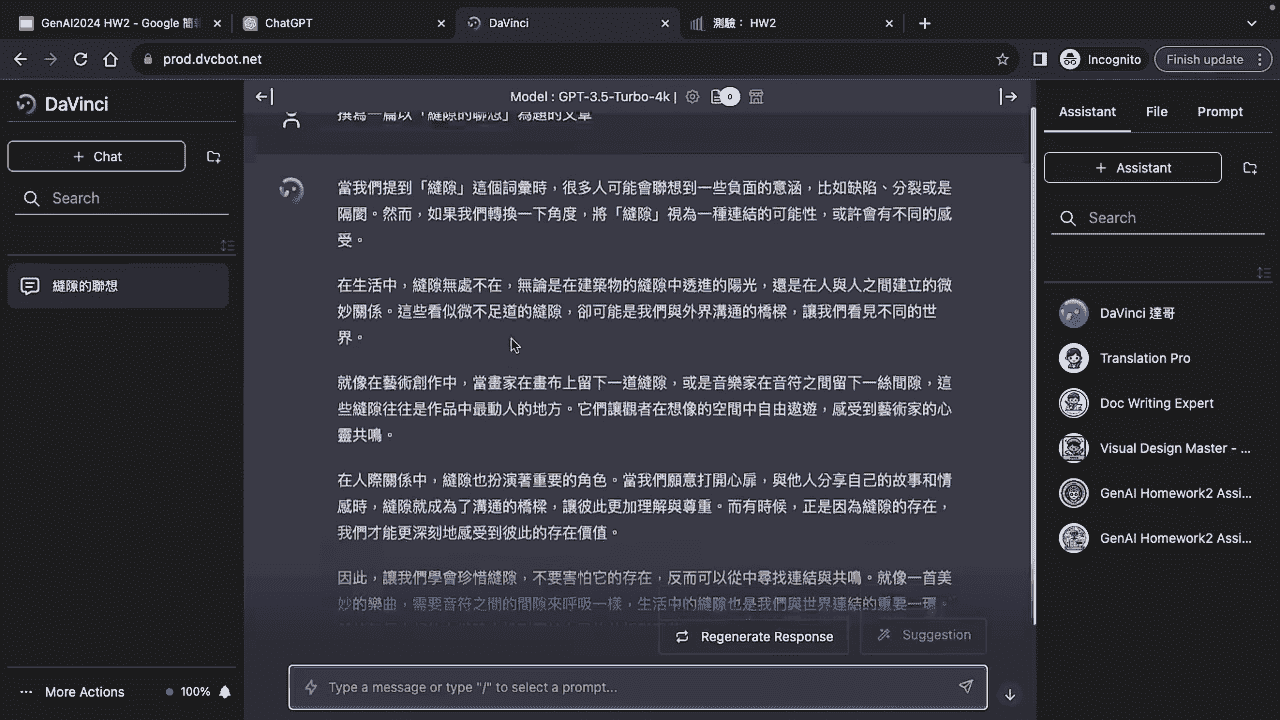 GenAI2024 HW2 - Google 簡報
ChatGPT
DaVinci
測驗： HW2
prod.dvcbot.net
Incognito
Finish update
DaVinci
+ Chat
Search
縫隙的聯想
More Actions
100%
Model : GPT-3.5-Turbo-4k |
0
撰寫一篇以「縫隙的聯想」為題的文章
當我們提到「縫隙」這個詞彙時，很多人可能會聯想到一些負面的意涵，比如缺陷、分裂或是
隔閡。然而，如果我們轉換一下角度，將「縫隙」視為一種連結的可能性，或許會有不同的感
受。
在生活中，縫隙無處不在，無論是在建築物的縫隙中透進的陽光，還是在人與人之間建立的微
妙關係。這些看似微不足道的縫隙，卻可能是我們與外界溝通的橋樑，讓我們看見不同的世
界。
就像在藝術創作中，當畫家在畫布上留下一道縫隙，或是音樂家在音符之間留下一絲間隙，這
些縫隙往往是作品中最動人的地方。它們讓觀者在想像的空間中自由遨遊，感受到藝術家的心
靈共鳴。
在人際關係中，縫隙也扮演著重要的角色。當我們願意打開心扉，與他人分享自己的故事和情
感時，縫隙就成為了溝通的橋樑，讓彼此更加理解與尊重。而有時候，正是因為縫隙的存在，
我們才能更深刻地感受到彼此的存在價值。
因此，讓我們學會珍惜縫隙，不要害怕它的存在，反而可以從中尋找連結與共鳴。就像一首美
妙的樂曲，需要音符之間的間隙來呼吸一樣，生活中的縫隙也是我們與世界連結的重要一環。
Regenerate Response
Suggestion
Type a message or type "/" to select a prompt...
Assistant
File
Prompt
+ Assistant
Search
DaVinci 達哥
Translation Pro
Doc Writing Expert
Visual Design Master - ...
GenAI Homework2 Assi...
GenAI Homework2 Assi...